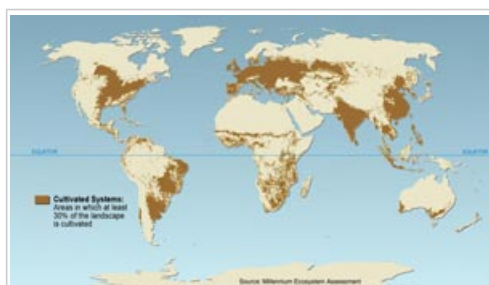 EQUATOR
EQUATOR
Cultivated Systems:
Areas in which at least
30% of the landscape
is cultivated
Source: Millennium Ecosystem Assessment